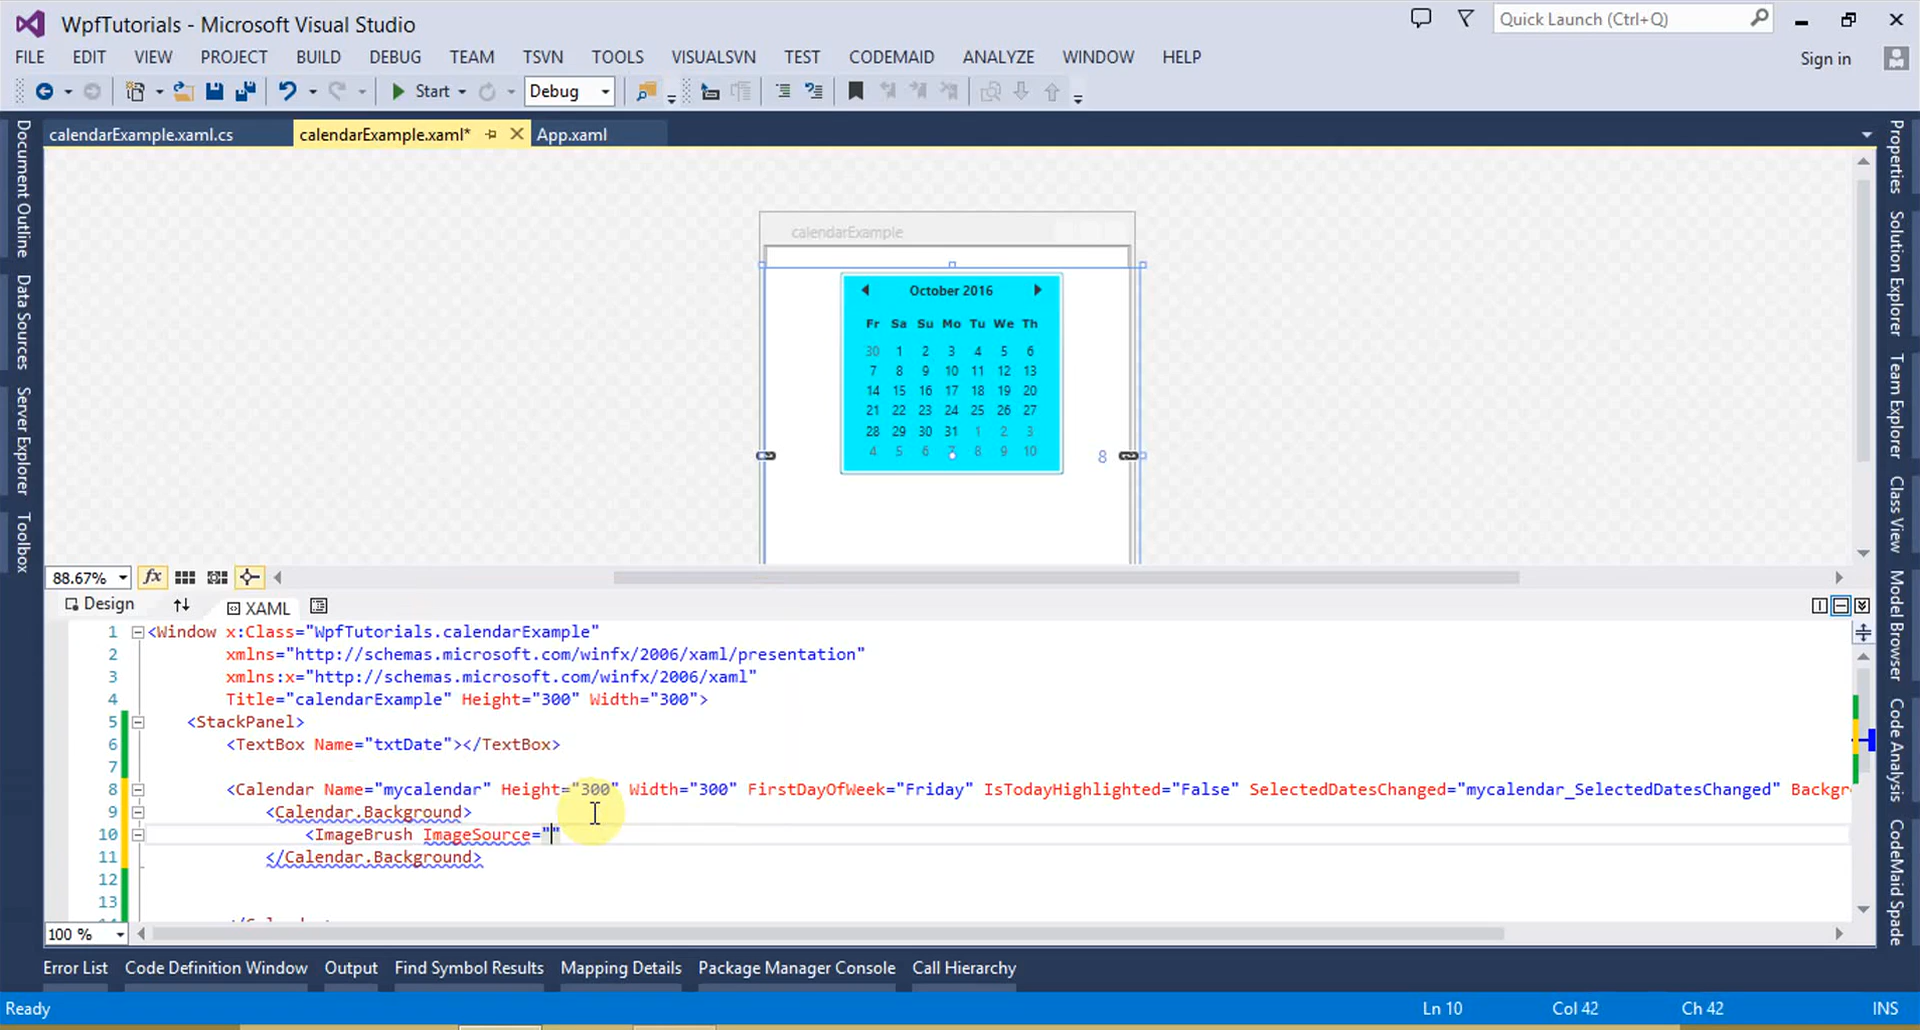 WpfTutorials - Microsoft Visual Studio
Quick Launch (Ctrl+Q)
FILE EDIT VIEW PROJECT BUILD DEBUG TEAM TSVN TOOLS VISUALSVN TEST CODEMAID ANALYZE WINDOW HELP
Sign in
Start Debug
calendarExample.xaml.cs calendarExample.xaml* App.xaml
Document Outline
Data Sources
Server Explorer
Toolbox
calendarExample
October 2016
Fr Sa Su Mo Tu We Th
30 1 2 3 4 5 6
7 8 9 10 11 12 13
14 15 16 17 18 19 20
21 22 23 24 25 26 27
28 29 30 31 1 2 3
4 5 6 7 8 9 10
8
88.67% fx
Design XAML
1 <Window x:Class="WpfTutorials.calendarExample"
2 xmlns="http://schemas.microsoft.com/winfx/2006/xaml/presentation"
3 xmlns:x="http://schemas.microsoft.com/winfx/2006/xaml"
4 Title="calendarExample" Height="300" Width="300">
5 <StackPanel>
6 <TextBox Name="txtDate"></TextBox>
7
8 <Calendar Name="mycalendar" Height="300" Width="300" FirstDayOfWeek="Friday" IsTodayHighlighted="False" SelectedDatesChanged="mycalendar_SelectedDatesChanged" Backgr
9 <Calendar.Background>
10 <ImageBrush ImageSource=""
11 </Calendar.Background>
12
13
100 %
Properties
Solution Explorer
Team Explorer
Class View
Model Browser
Code Analysis
CodeMaid Spade
Error List Code Definition Window Output Find Symbol Results Mapping Details Package Manager Console Call Hierarchy
Ready Ln 10 Col 42 Ch 42 INS